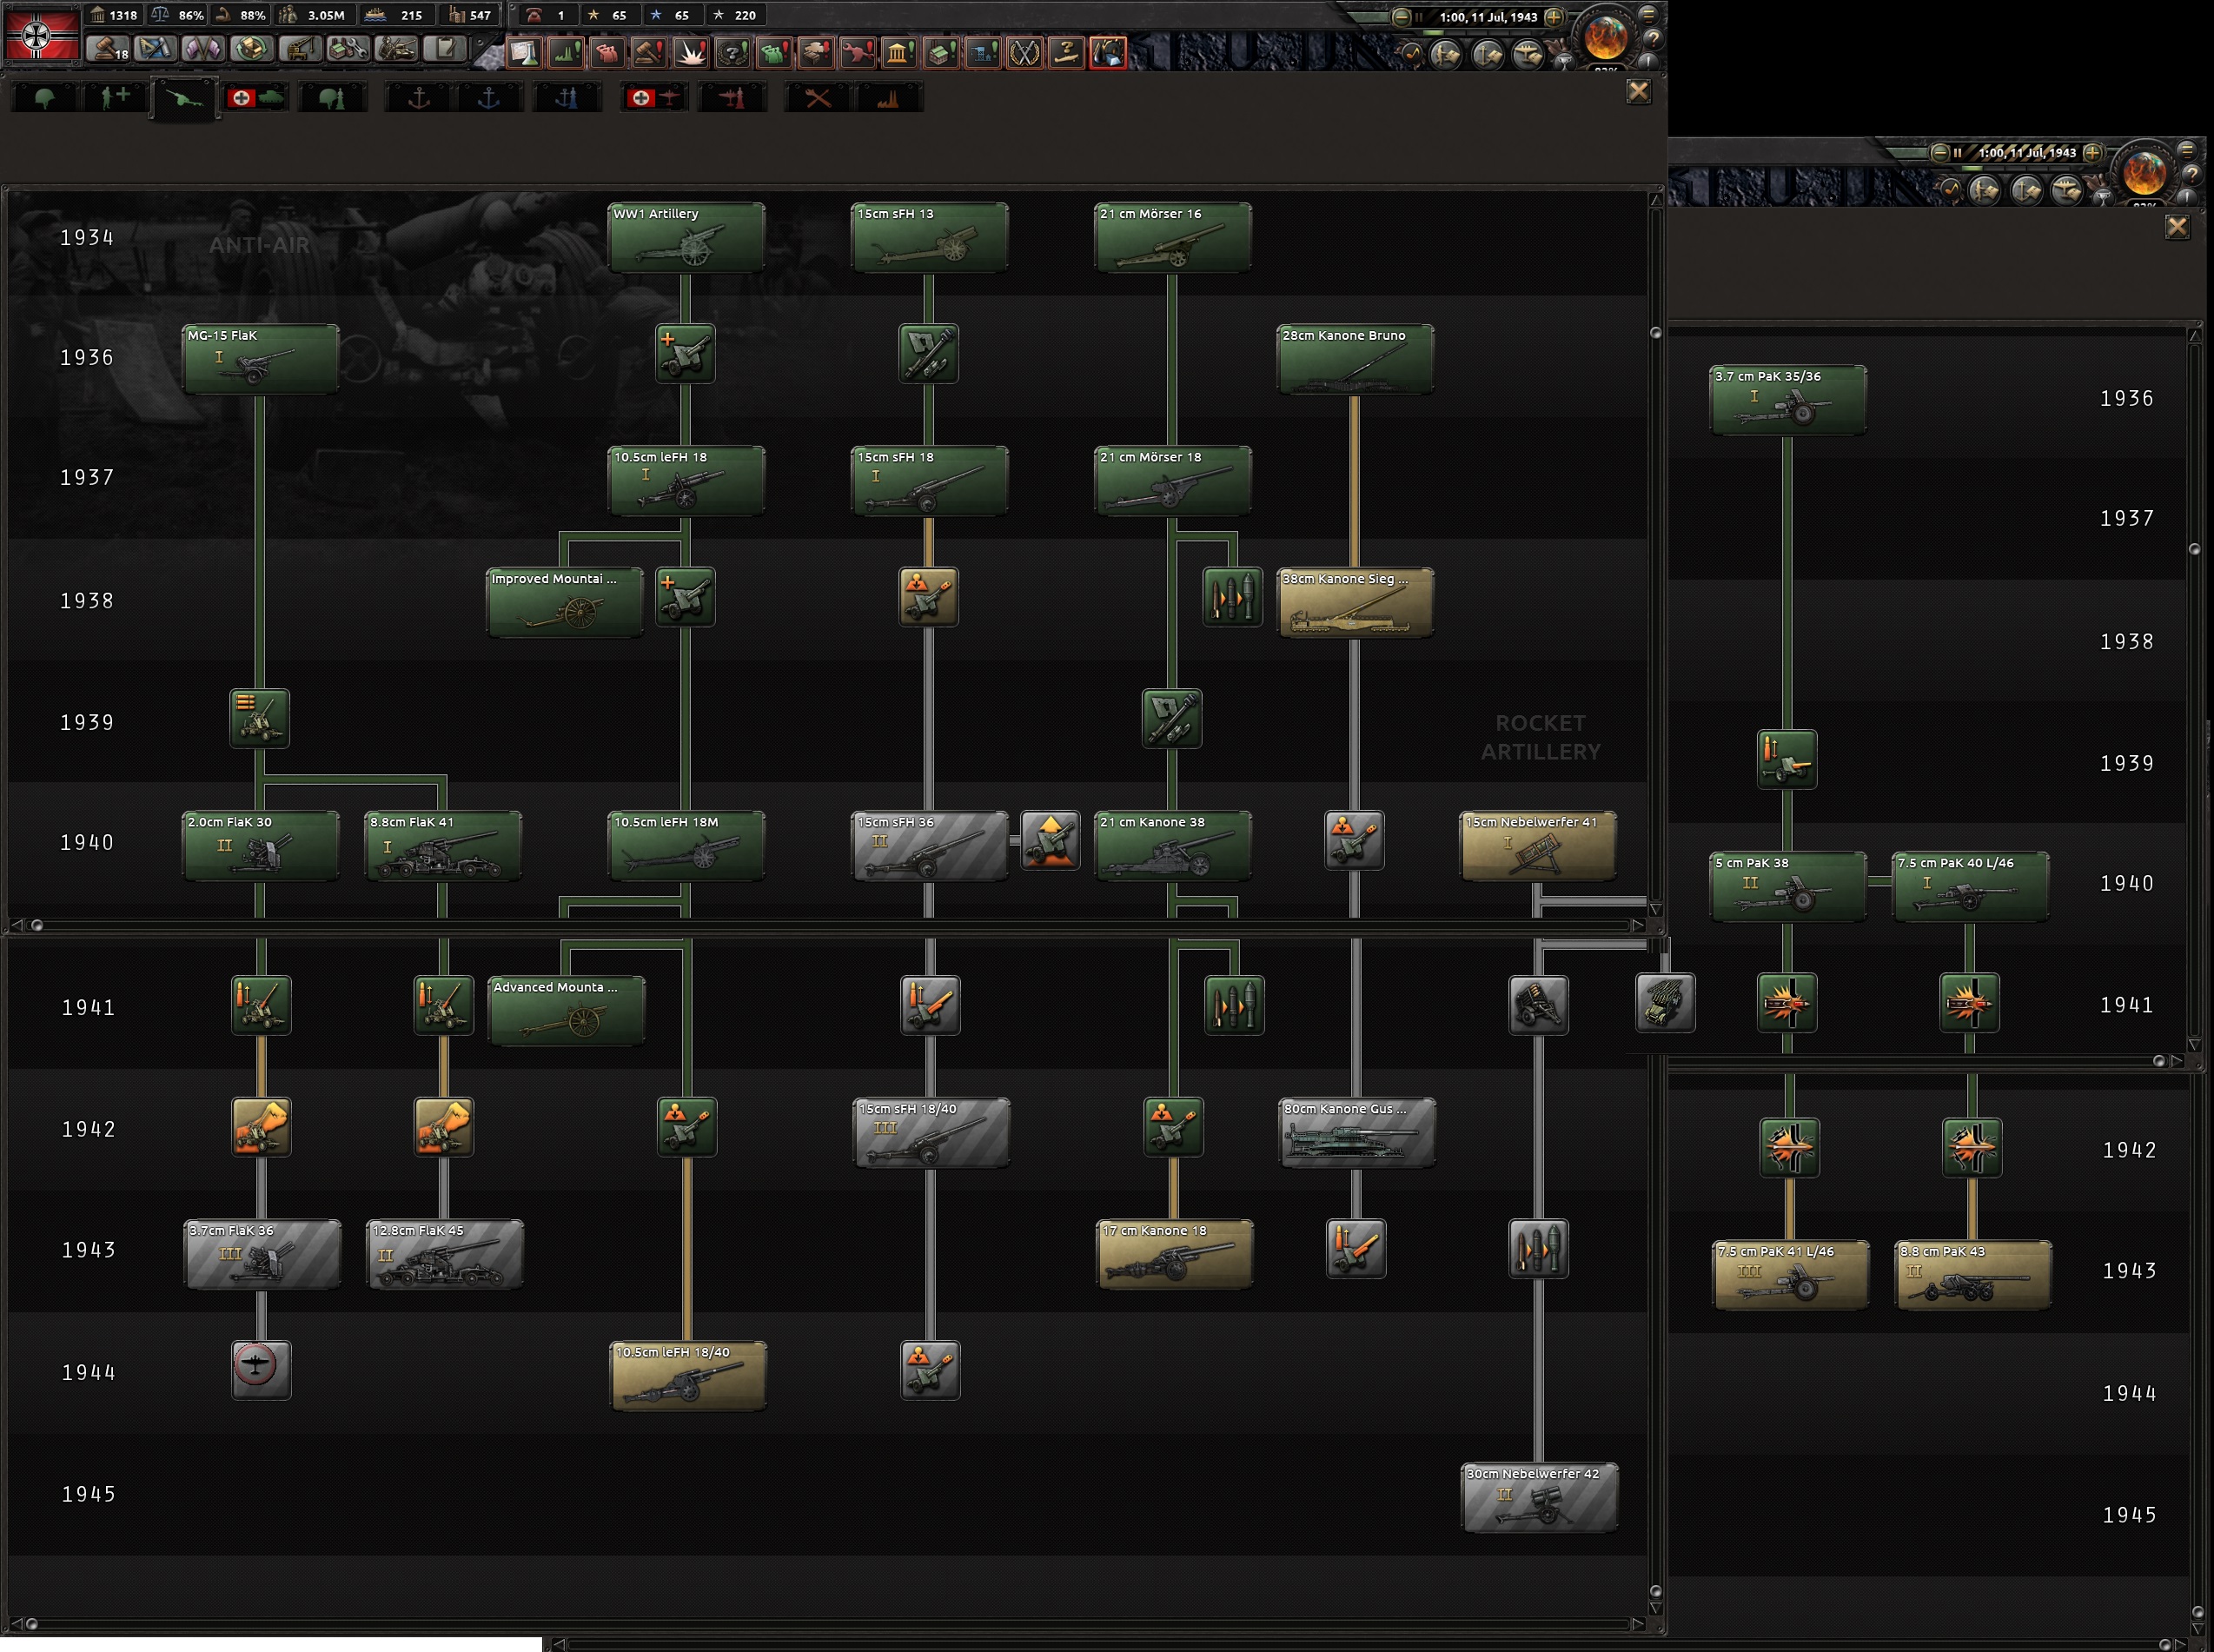 1318 86% 88% 3.05M 215 547 1 65 65 220 1:00, 11 Jul, 1943
18
1:00, 11 Jul, 1943
?
1934
ANTI-AIR
WW1 Artillery
15cm sFH 13
21 cm Mörser 16
1936
MG-15 FlaK
I
28cm Kanone Bruno
3.7 cm PaK 35/36
I
1936
1937
10.5cm leFH 18
I
15cm sFH 18
I
21 cm Mörser 18
1937
1938
Improved Mountai ...
38cm Kanone Sieg ...
1938
1939
ROCKET
ARTILLERY
1939
1940
2.0cm FlaK 30
II
8.8cm FlaK 41
I
10.5cm leFH 18M
15cm sFH 36
II
21 cm Kanone 38
15cm Nebelwerfer 41
I
5 cm PaK 38
II
7.5 cm PaK 40 L/46
I
1940
1941
Advanced Mounta ...
1941
1942
15cm sFH 18/40
III
80cm Kanone Gus ...
1942
1943
3.7cm FlaK 36
III
12.8cm FlaK 45
II
17 cm Kanone 18
7.5 cm PaK 41 L/46
III
8.8 cm PaK 43
II
1943
1944
10.5cm leFH 18/40
1944
1945
30cm Nebelwerfer 42
II
1945